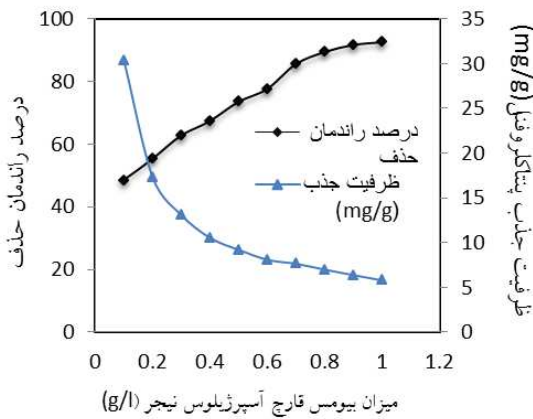 100
80
60
40
20
0
درصد راندمان حذف
35
30
25
20
15
10
5
0
ظرفیت جذب پنتاکلروفنل(mg/g)
درصد راندمان
حذف
ظرفیت جذب
(mg/g)
0 0.2 0.4 0.6 0.8 1 1.2
میزان بیومس قارچ آسپرژیلوس نیجر (g/l)